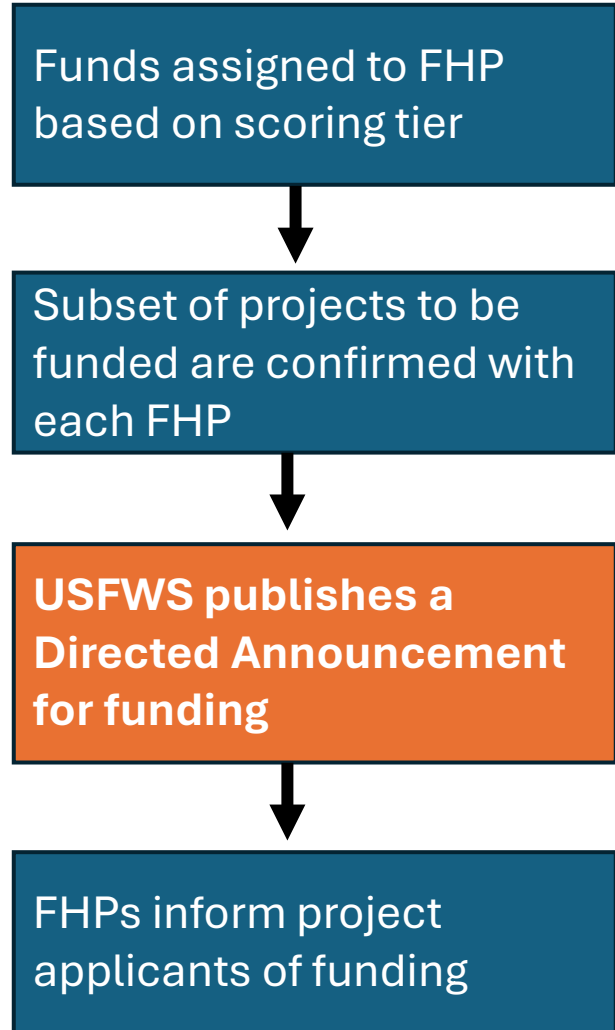 Funds assigned to FHP
based on scoring tier
Subset of projects to be
funded are confirmed with
each FHP
USFWS publishes a
Directed Announcement
for funding
FHPs inform project
applicants of funding